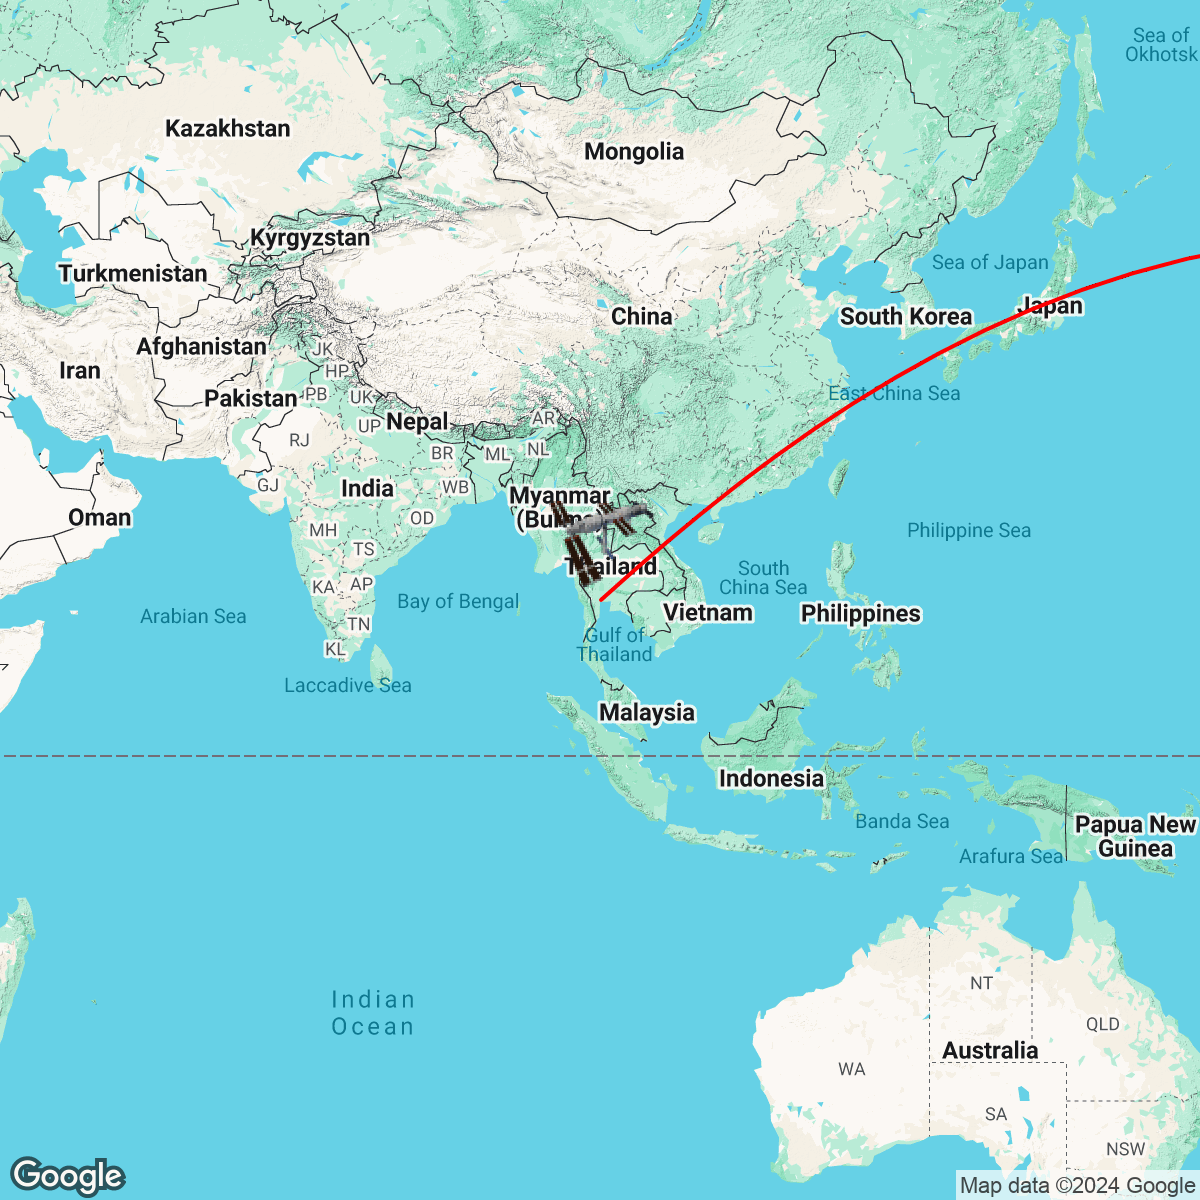 Sea of
Okhotsk
Kazakhstan
Mongolia
Kyrgyzstan
Sea of Japan
Turkmenistan
Japan
China
South Korea
Afghanistan
JK
HP
Iran
Pakistan
PB
UK
East China Sea
UP
Nepal
AR
RJ
BR
ML
NL
GJ
India
WB
Myanmar
(Burma)
Oman
OD
MH
Philippine Sea
TS
Thailand
South
China Sea
KA
AP
Arabian Sea
Bay of Bengal
TN
Vietnam
Philippines
Gulf of
Thailand
KL
Laccadive Sea
Malaysia
Indonesia
Banda Sea
Papua New
Guinea
Arafura Sea
Indian
Ocean
NT
QLD
Australia
WA
SA
NSW
Google
Map data ©2024 Google